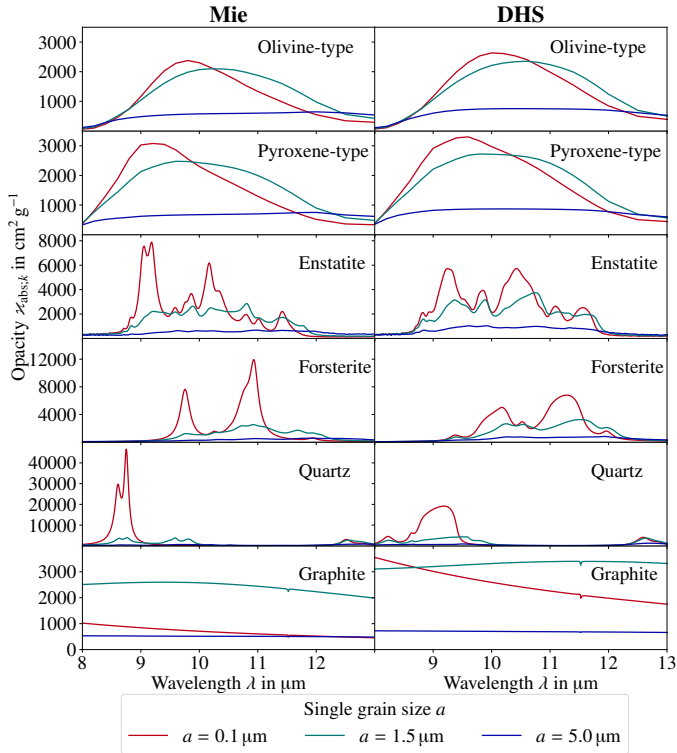 Mie DHS
Olivine-type Olivine-type
3000
2000
1000
Pyroxene-type Pyroxene-type
3000
2000
1000
Opacity ϰabs;k in cm² g⁻¹
Enstatite Enstatite
8000
6000
4000
2000
Forsterite Forsterite
12000
8000
4000
Quartz Quartz
40000
30000
20000
10000
Graphite Graphite
3000
2000
1000
0
8 9 10 11 12 9 10 11 12 13
Wavelength λ in μm Wavelength λ in μm
Single grain size a
a = 0.1 μm a = 1.5 μm a = 5.0 μm